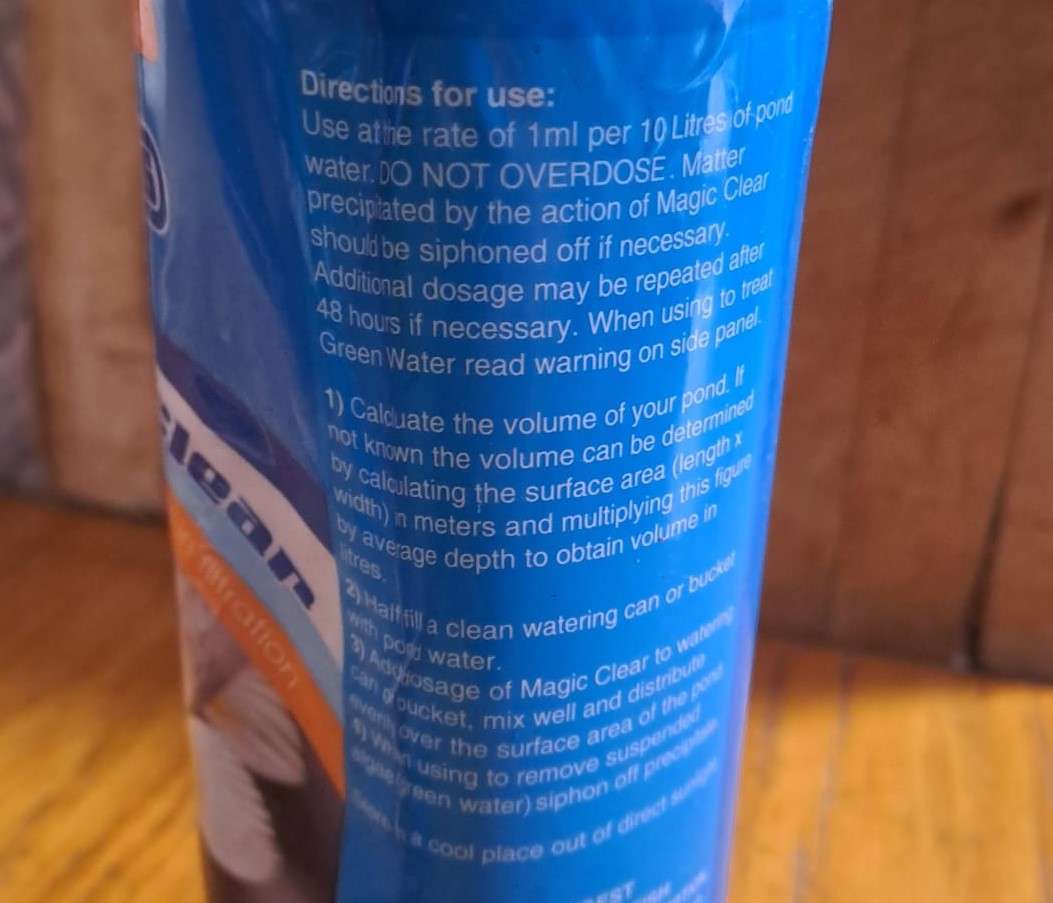 Directions for use:
Use at the rate of 1ml per 10 Litres of pond
water. DO NOT OVERDOSE. Matter
precipitated by the action of Magic Clear
should be siphoned off if necessary.
Additional dosage may be repeated after
48 hours if necessary. When using to treat
Green Water read warning on side panel.
1) Calculate the volume of your pond. If
not known the volume can be determined
by calculating the surface area (length x
width) in meters and multiplying this figure
by average depth to obtain volume in
litres.
2) Half fill a clean watering can or bucket
with pond water.
3) Add dosage of Magic Clear to watering
can or bucket, mix well and distribute
evenly over the surface area of the pond
4) When using to remove suspended
algae (green water) siphon off precipitate
a cool place out of direct sunlight
lear
filtration